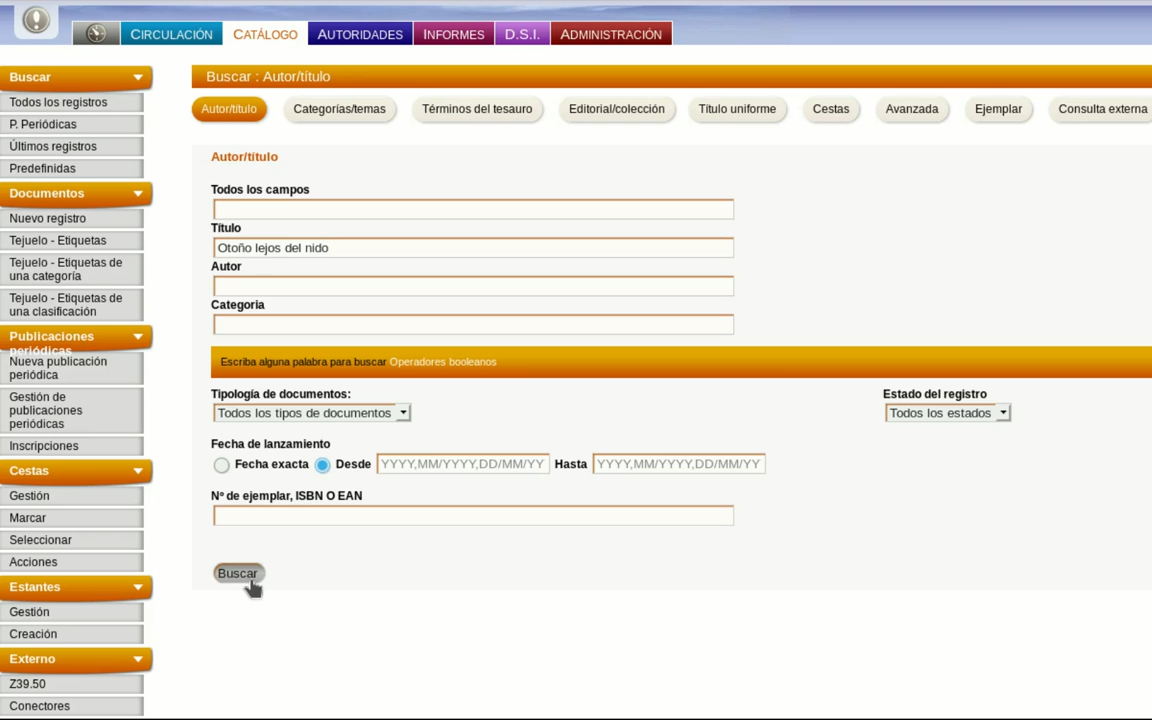 CIRCULACIÓN CATÁLOGO AUTORIDADES INFORMES D.S.I. ADMINISTRACIÓN
Buscar
Todos los registros
P. Periódicas
Últimos registros
Predefinidas
Documentos
Nuevo registro
Tejuelo - Etiquetas
Tejuelo - Etiquetas de
una categoría
Tejuelo - Etiquetas de
una clasificación
Publicaciones
periódicas
Nueva publicación
periódica
Gestión de
publicaciones
periódicas
Inscripciones
Cestas
Gestión
Marcar
Seleccionar
Acciones
Estantes
Gestión
Creación
Externo
Z39.50
Conectores
Buscar : Autor/título
Autor/título Categorías/temas Términos del tesauro Editorial/colección Título uniforme Cestas Avanzada Ejemplar Consulta externa
Autor/título
Todos los campos
Título
Otoño lejos del nido
Autor
Categoria
Escriba alguna palabra para buscar Operadores booleanos
Tipología de documentos: Estado del registro
Todos los tipos de documentos Todos los estados
Fecha de lanzamiento
Fecha exacta Desde YYYY,MM/YYYY,DD/MM/YY Hasta YYYY,MM/YYYY,DD/MM/YY
Nº de ejemplar, ISBN O EAN
Buscar